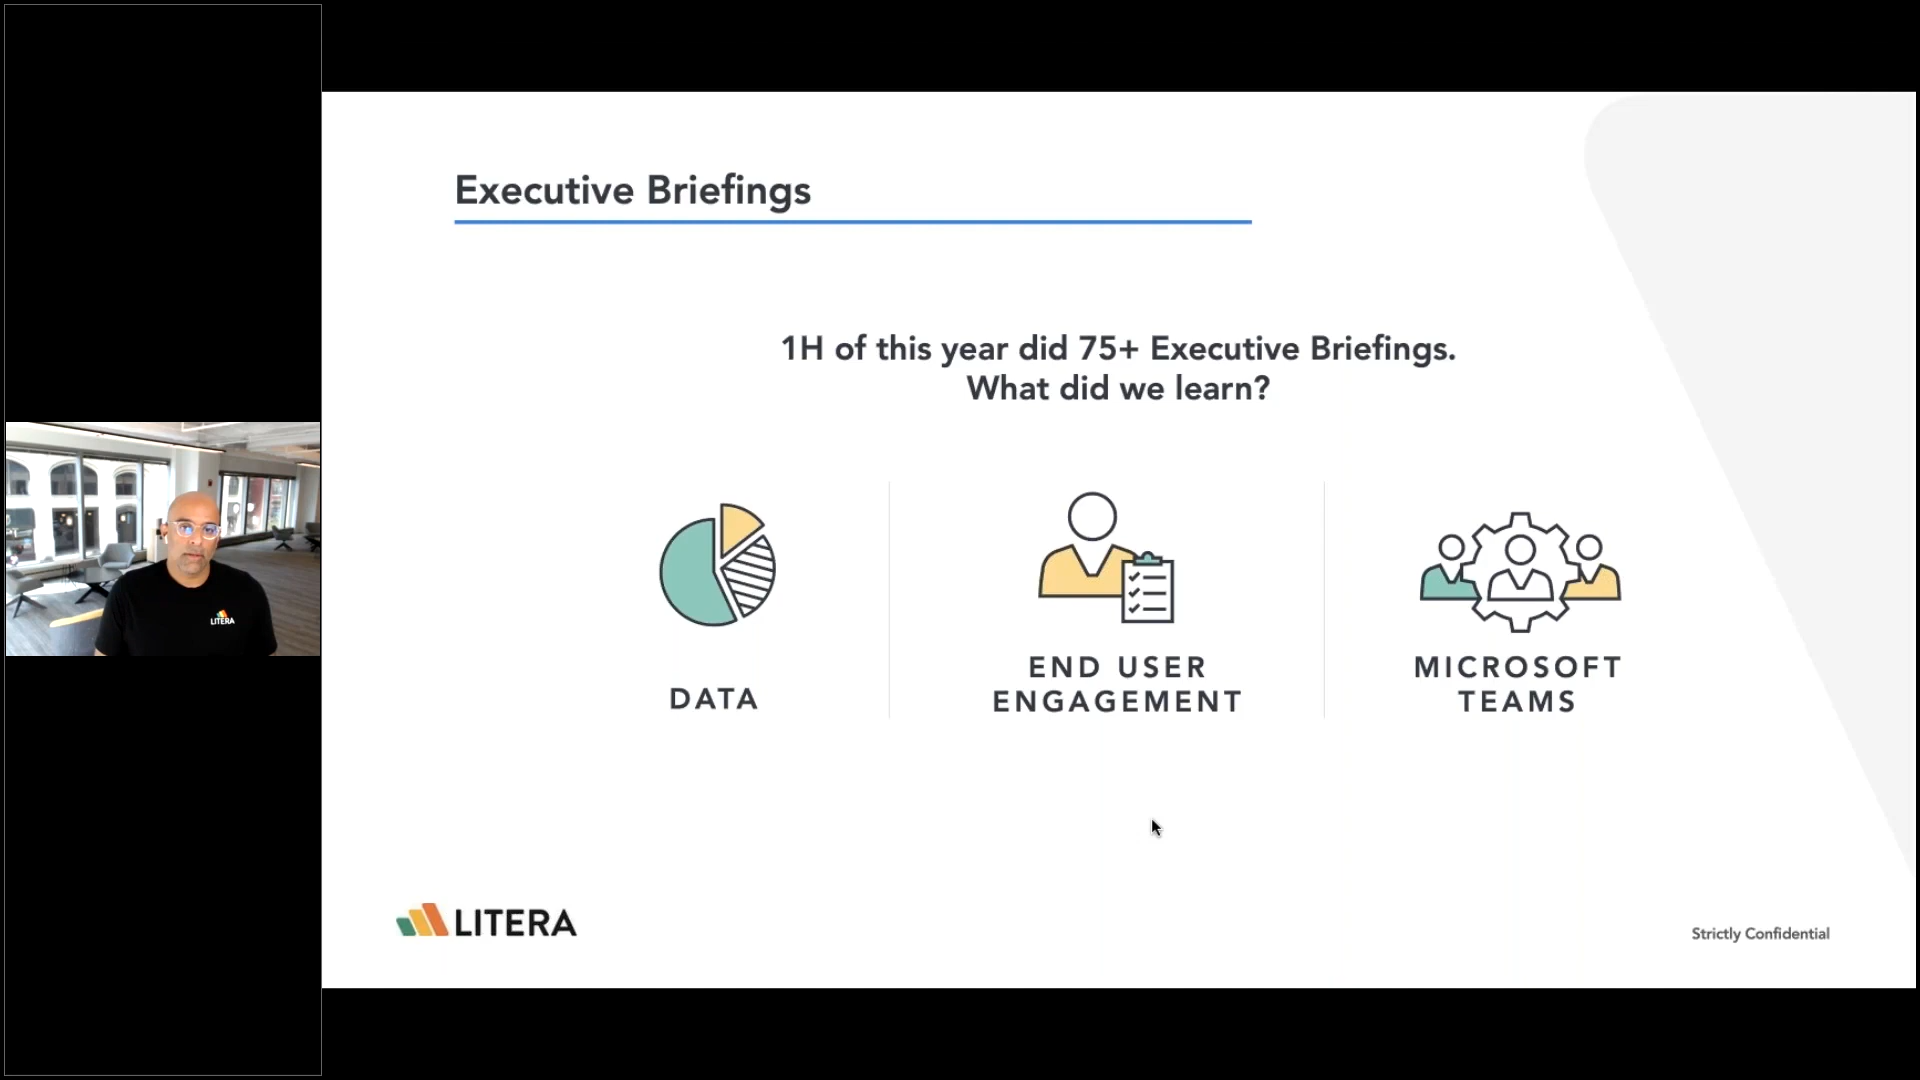 Executive Briefings
1H of this year did 75+ Executive Briefings.
What did we learn?
DATA
END USER
ENGAGEMENT
MICROSOFT
TEAMS
LITERA
LITERA
Strictly Confidential